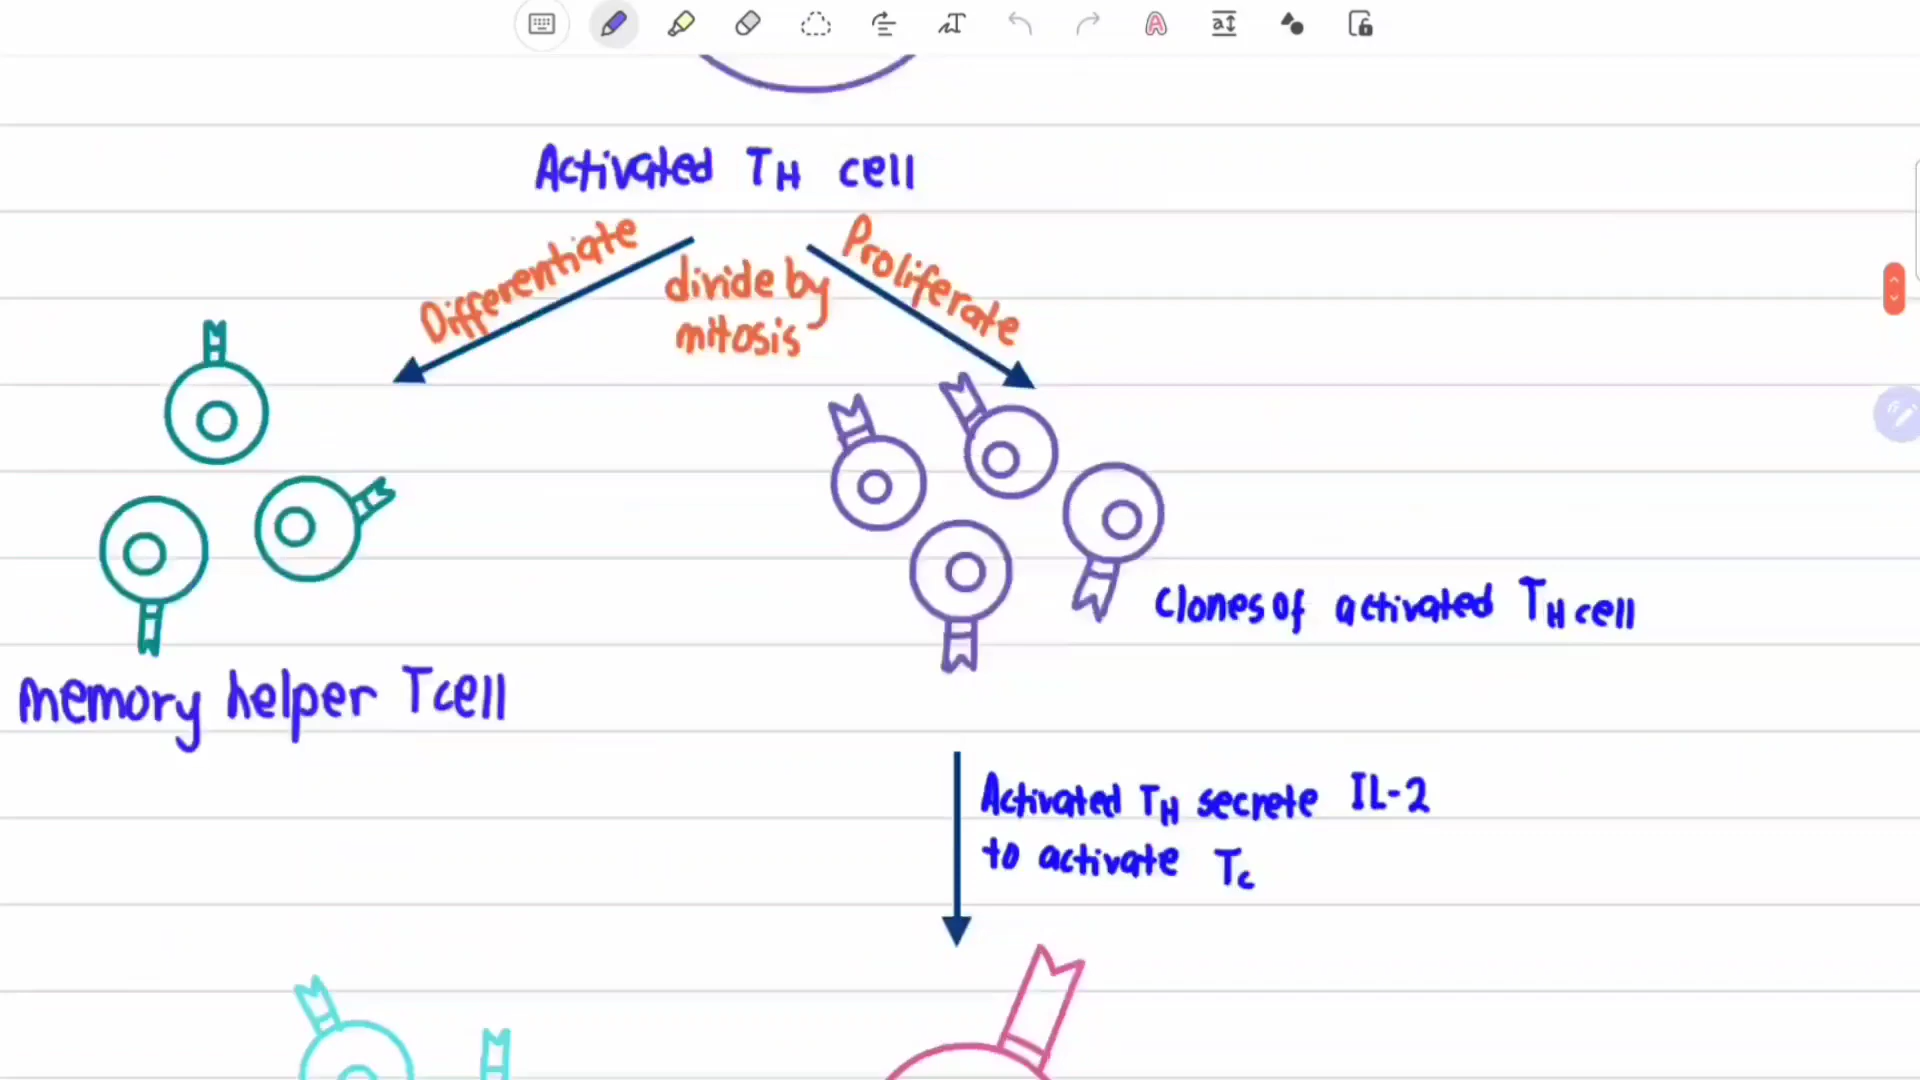 Activated TH cell
Differentiate
divide by
mitosis
Proliferate
Clones of activated TH cell
memory helper Tcell
Activated TH secrete IL-2
to activate Tc